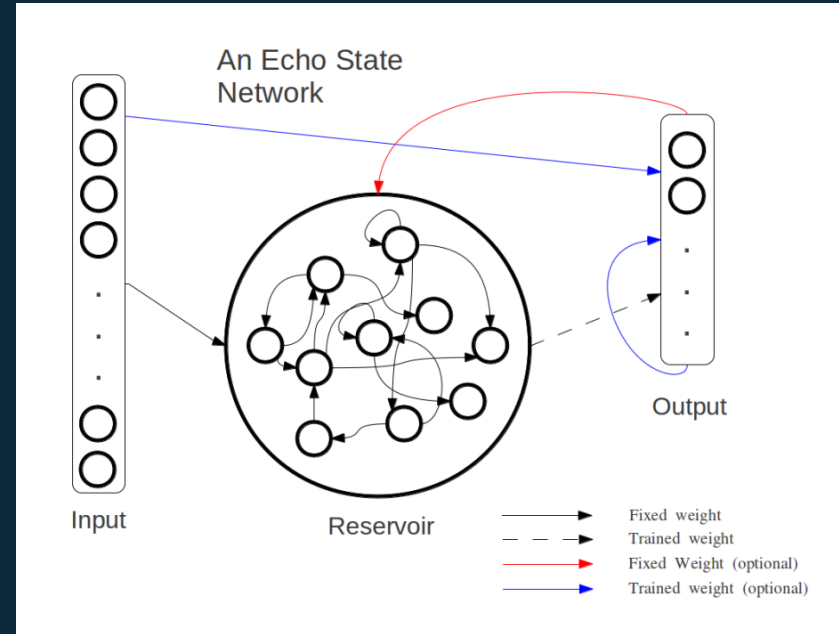 An Echo State
Network
Input
Reservoir
Output
Fixed weight
Trained weight
Fixed Weight (optional)
Trained weight (optional)